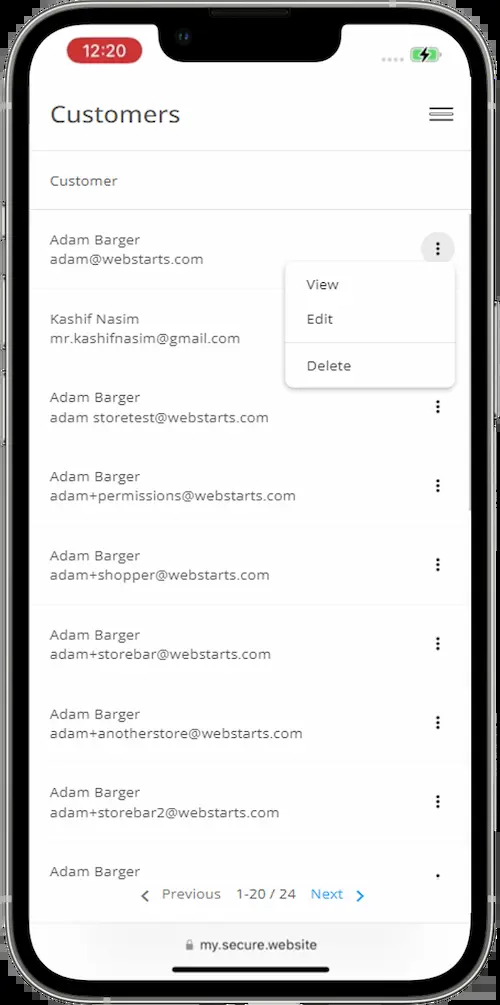 12:20
Customers
Customer
Adam Barger
adam@webstarts.com
View
Edit
Delete
Kashif Nasim
mr.kashifnasim@gmail.com
Adam Barger
adam storetest@webstarts.com
Adam Barger
adam+permissions@webstarts.com
Adam Barger
adam+shopper@webstarts.com
Adam Barger
adam+storebar@webstarts.com
Adam Barger
adam+anotherstore@webstarts.com
Adam Barger
adam+storebar2@webstarts.com
Adam Barger
Previous 1-20 / 24 Next
my.secure.website